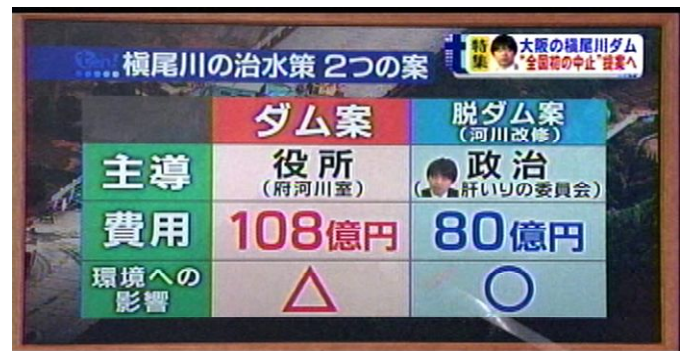 特集
大阪の槇尾川ダム
"全国初の中止"提案へ
槇尾川の治水策 2つの案
ダム案
脱ダム案
(河川改修)
主導
役所
(府河川室)
政治
( 肝いりの委員会)
費用
108億円
80億円
環境への
影響
△
○